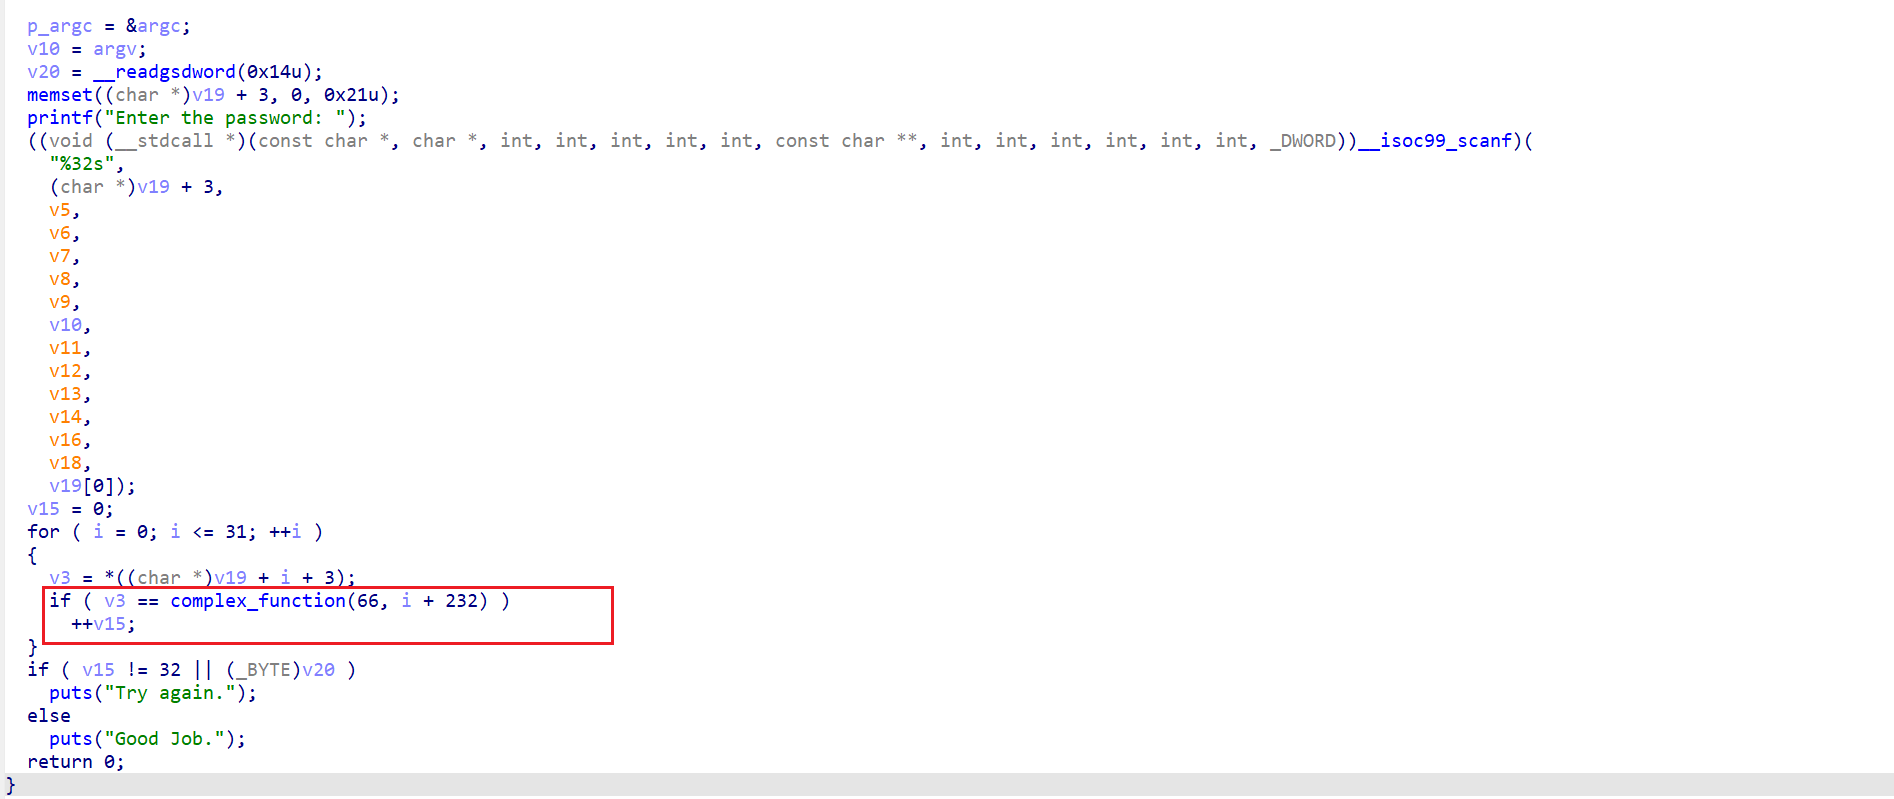 p_argc = &argc;
v10 = argv;
v20 = __readgsdword(0x14u);
memset((char *)v19 + 3, 0, 0x21u);
printf("Enter the password: ");
((void (__stdcall *)(const char *, char *, int, int, int, int, int, const char **, int, int, int, int, int, int, _DWORD))__isoc99_scanf)(
"%32s",
(char *)v19 + 3,
v5,
v6,
v7,
v8,
v9,
v10,
v11,
v12,
v13,
v14,
v16,
v18,
v19[0]);
v15 = 0;
for ( i = 0; i <= 31; ++i )
{
v3 = *((char *)v19 + i + 3);
if ( v3 == complex_function(66, i + 232) )
++v15;
}
if ( v15 != 32 || (_BYTE)v20 )
puts("Try again.");
else
puts("Good Job.");
return 0;
}